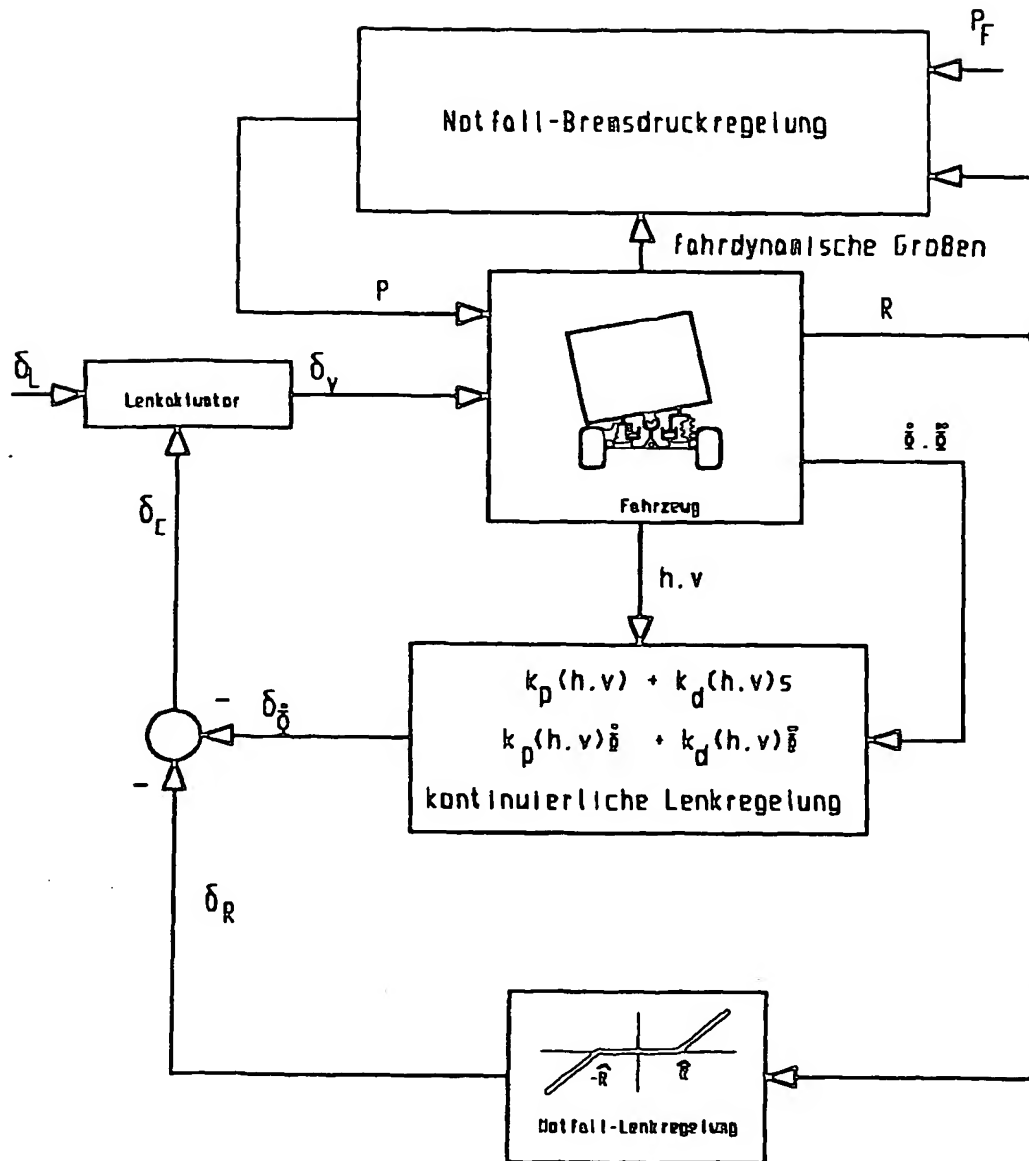 P_F
Notfall-Bremsdruckregelung
fahrdynamische Großen
P
R
δ_L
Lenkaktuator
δ_v
Fahrzeug
δ_C
h.v
k_p(h.v) + k_d(h.v)s
k_p(h.v)Φ̇ + k_d(h.v)Φ̈
kontinuierliche Lenkregelung
-
δ_Φ̇
-
δ_R
-R̂
R̂
Notfall-Lenkregelung